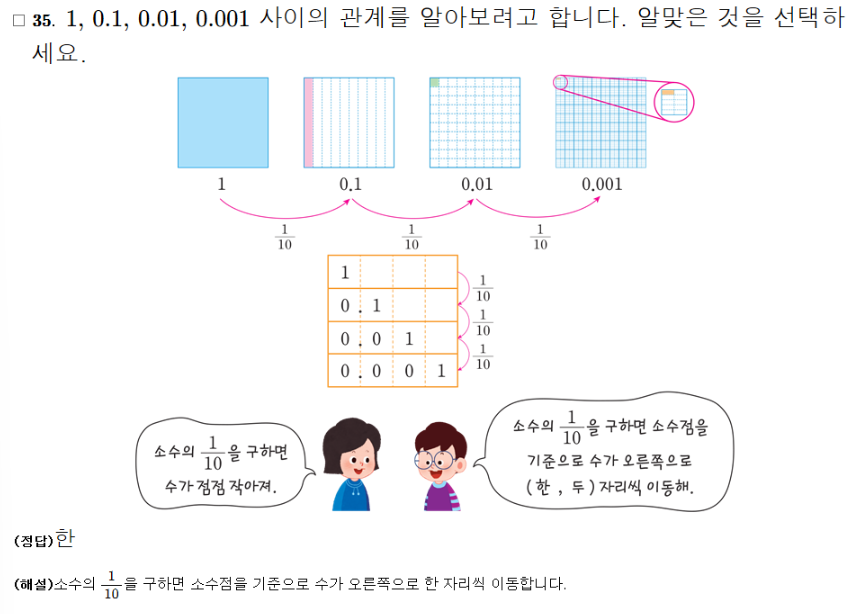 □ 35. 1, 0.1, 0.01, 0.001 사이의 관계를 알아보려고 합니다. 알맞은 것을 선택하
세요.
1 0.1 0.01 0.001
1/10 1/10 1/10
1
0.1
0.01
0.001
1/10
1/10
1/10
소수의 1/10을 구하면
수가 점점 작아져.
소수의 1/10을 구하면 소수점을
기준으로 수가 오른쪽으로
( 한 , 두 ) 자리씩 이동해.
(정답)한
(해설)소수의 1/10을 구하면 소수점을 기준으로 수가 오른쪽으로 한 자리씩 이동합니다.